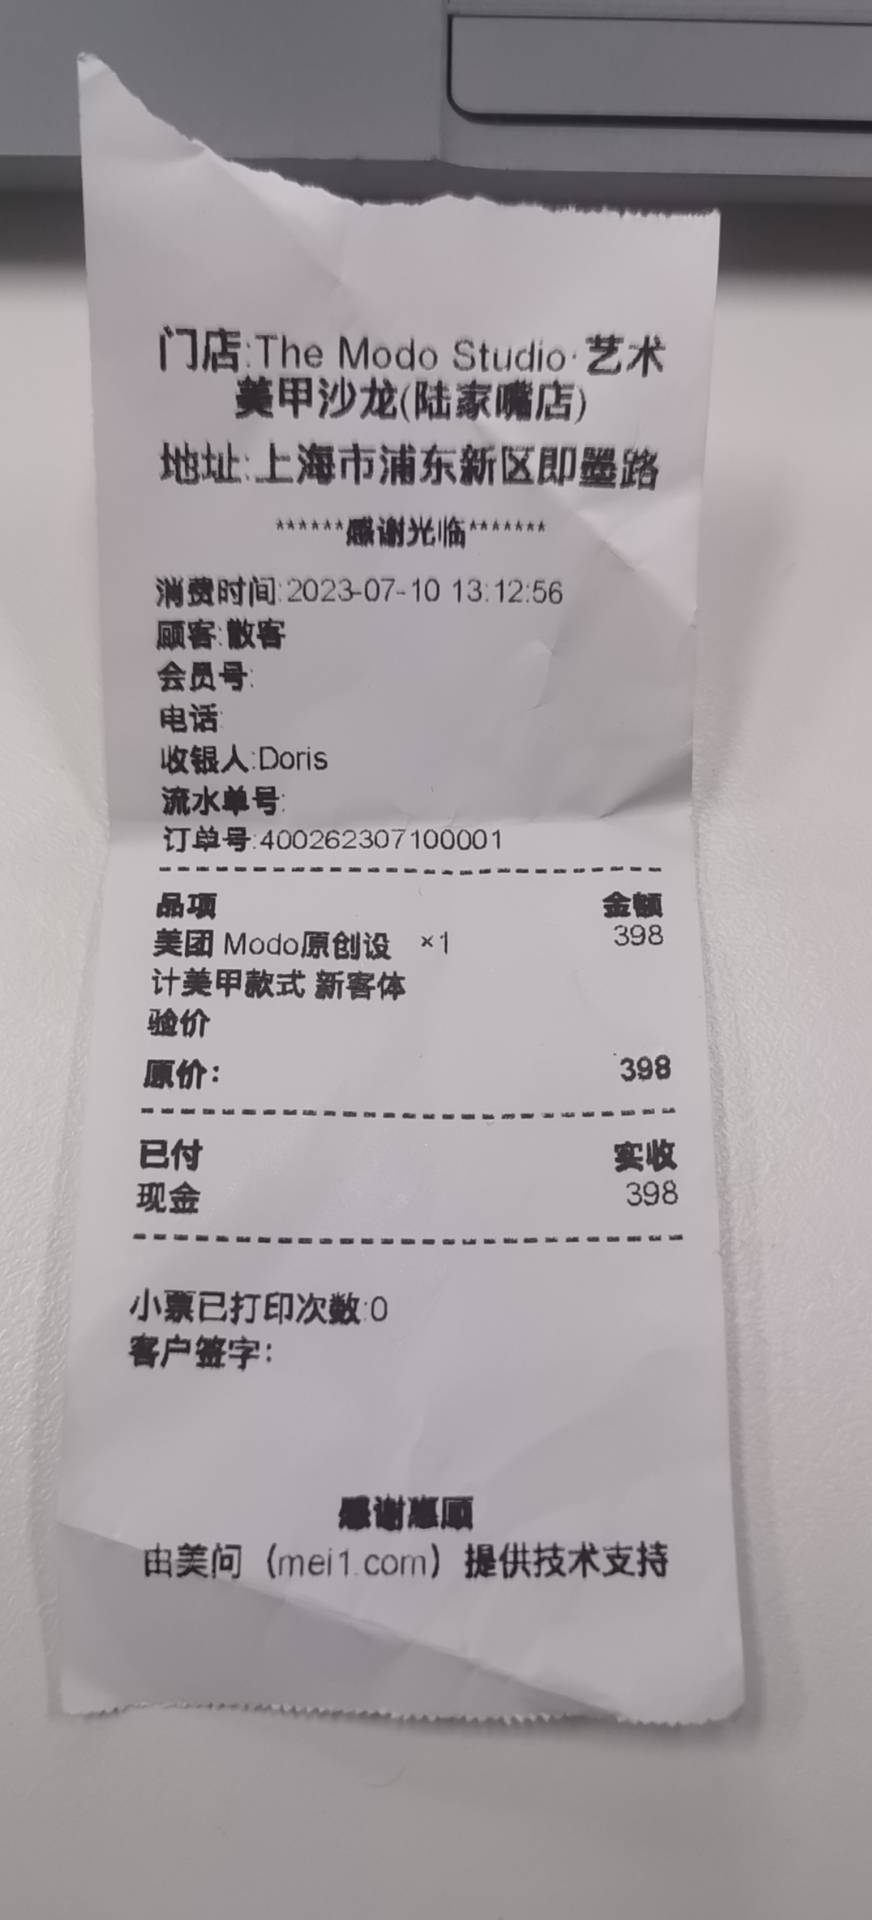 门店:The Modo Studio·艺术
美甲沙龙(陆家嘴店)
地址:上海市浦东新区即墨路
******感谢光临*******
消费时间:2023-07-10 13:12:56
顾客:散客
会员号:
电话:
收银人:Doris
流水单号:
订单号:400262307100001
品项 金额
美团 Modo原创设 ×1 398
计美甲款式 新客体
验价
原价: 398
已付 实收
现金 398
小票已打印次数:0
客户签字:
感谢惠顾
由美问（mei1.com）提供技术支持